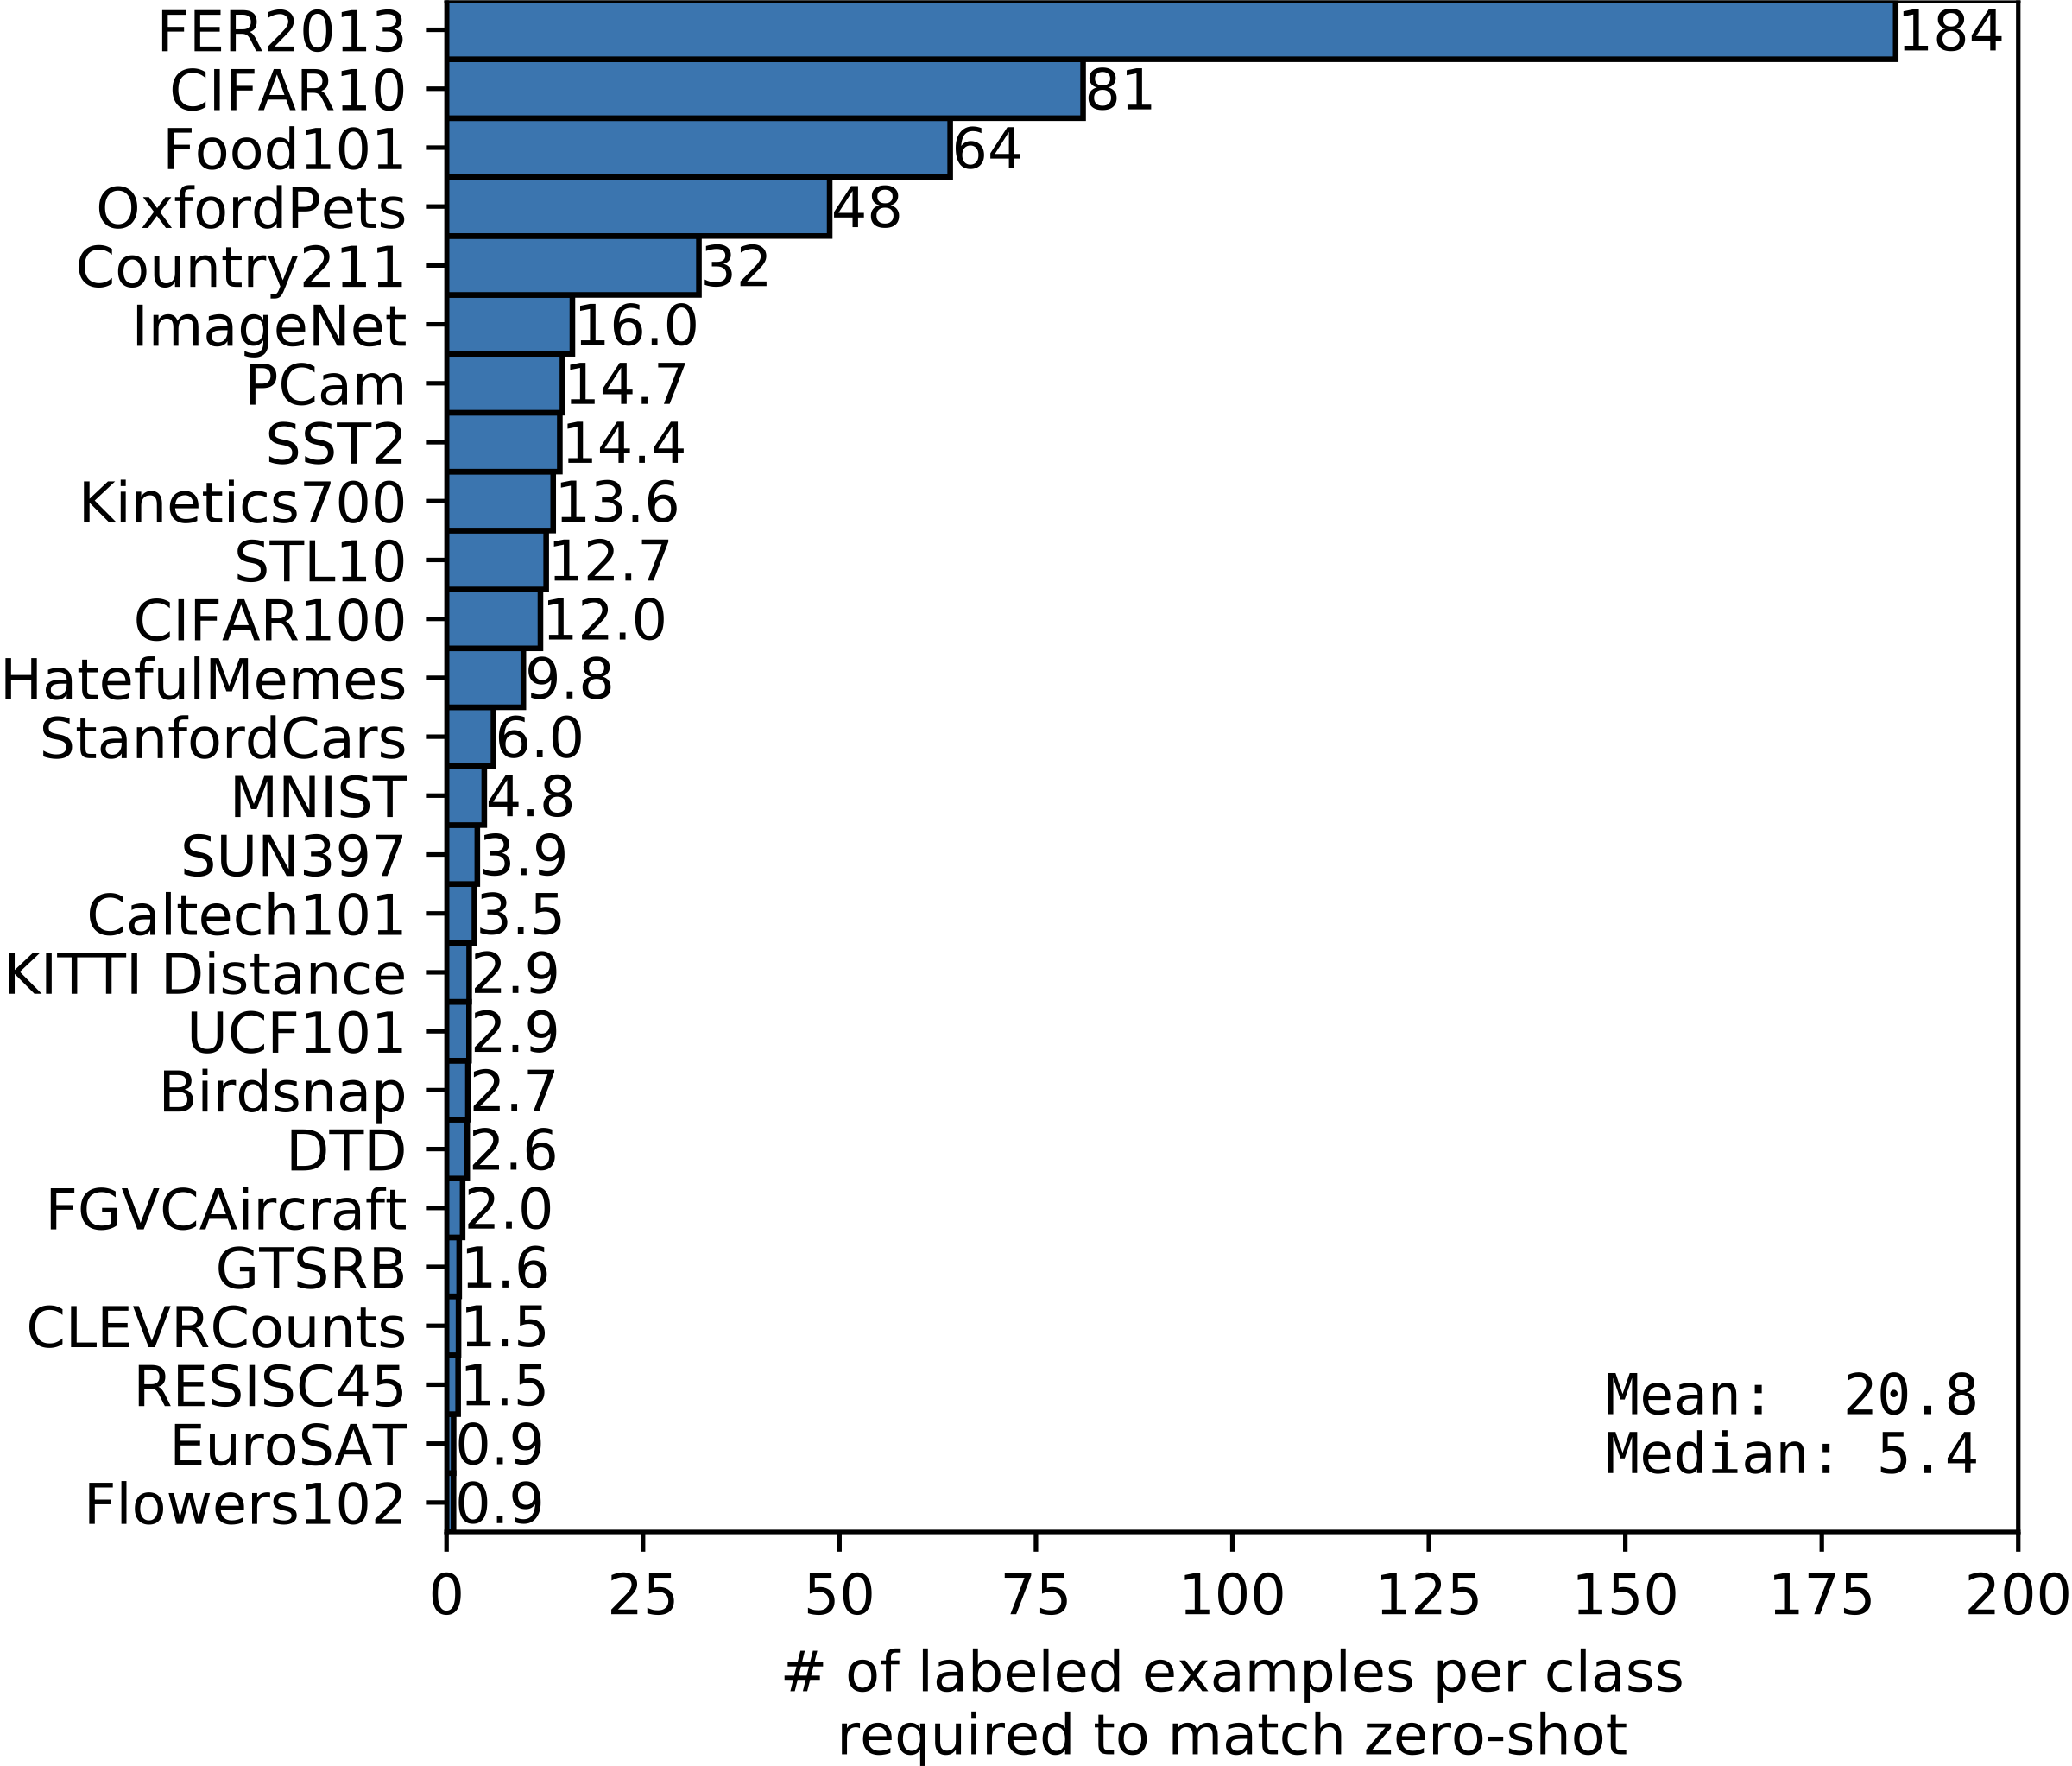 FER2013 184
CIFAR10 81
Food101 64
OxfordPets 48
Country211 32
ImageNet 16.0
PCam 14.7
SST2 14.4
Kinetics700 13.6
STL10 12.7
CIFAR100 12.0
HatefulMemes 9.8
StanfordCars 6.0
MNIST 4.8
SUN397 3.9
Caltech101 3.5
KITTI Distance 2.9
UCF101 2.9
Birdsnap 2.7
DTD 2.6
FGVCAircraft 2.0
GTSRB 1.6
CLEVRCounts 1.5
RESISC45 1.5
EuroSAT 0.9
Flowers102 0.9
Mean: 20.8
Median: 5.4
0 25 50 75 100 125 150 175 200
# of labeled examples per class
required to match zero-shot